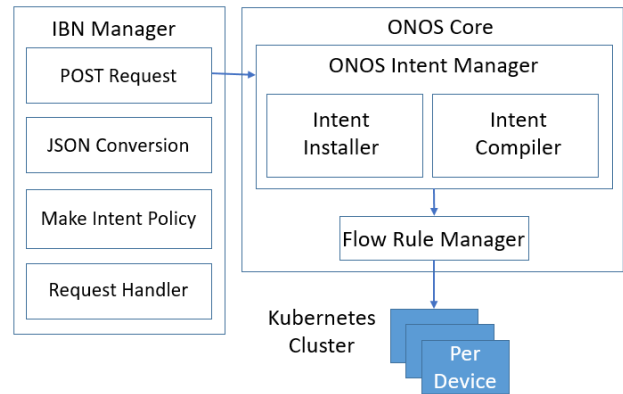 IBN Manager
POST Request
JSON Conversion
Make Intent Policy
Request Handler
ONOS Core
ONOS Intent Manager
Intent
Installer
Intent
Compiler
Flow Rule Manager
Kubernetes
Cluster
Per
Device